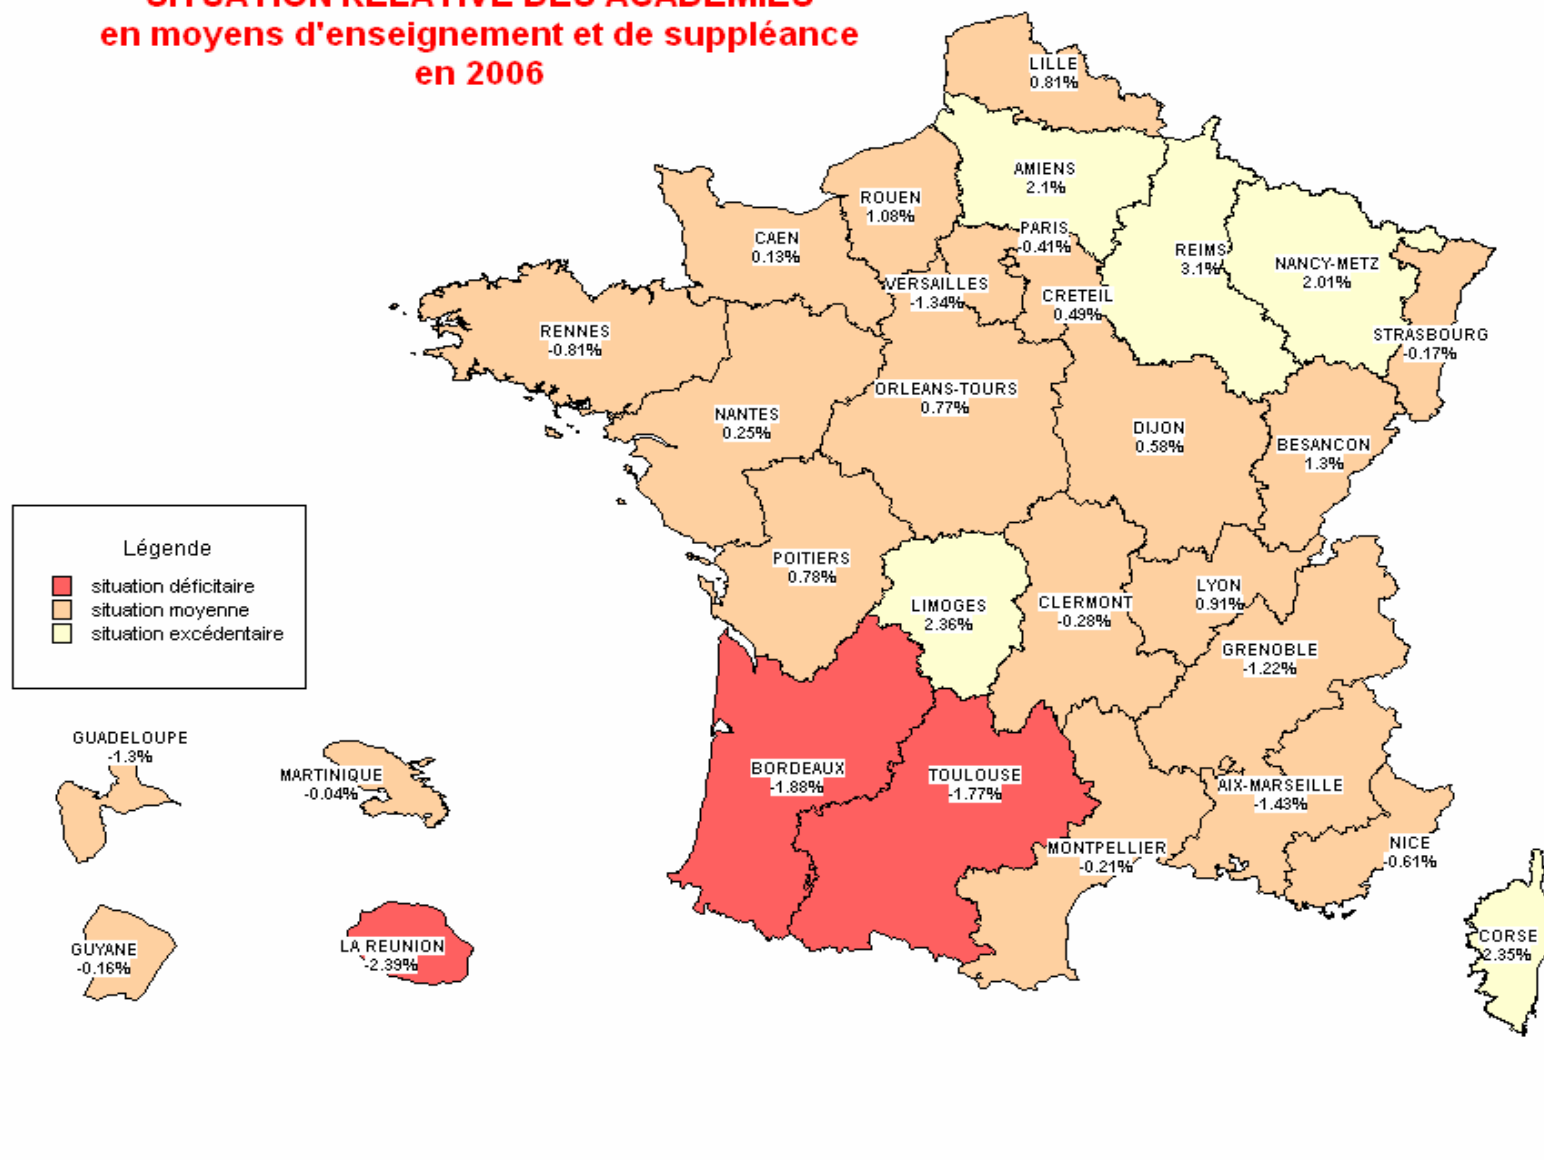 SITUATION RELATIVE DES ACADEMIES
en moyens d'enseignement et de suppléance
en 2006
LILLE
0.81%
AMIENS
2.1%
ROUEN
1.08%
PARIS
-0.41%
CAEN
0.13%
REIMS
3.1%
NANCY-METZ
2.01%
VERSAILLES
-1.34%
CRETEIL
0.49%
STRASBOURG
-0.17%
RENNES
-0.81%
ORLEANS-TOURS
0.77%
NANTES
0.25%
DIJON
0.58%
BESANCON
1.3%
Légende
situation déficitaire
situation moyenne
situation excédentaire
POITIERS
0.78%
LIMOGES
2.36%
CLERMONT
-0.28%
LYON
0.91%
GRENOBLE
-1.22%
GUADELOUPE
-1.3%
MARTINIQUE
-0.04%
BORDEAUX
-1.88%
TOULOUSE
-1.77%
AIX-MARSEILLE
-1.43%
MONTPELLIER
-0.21%
NICE
-0.61%
GUYANE
-0.16%
LA REUNION
-2.39%
CORSE
2.35%